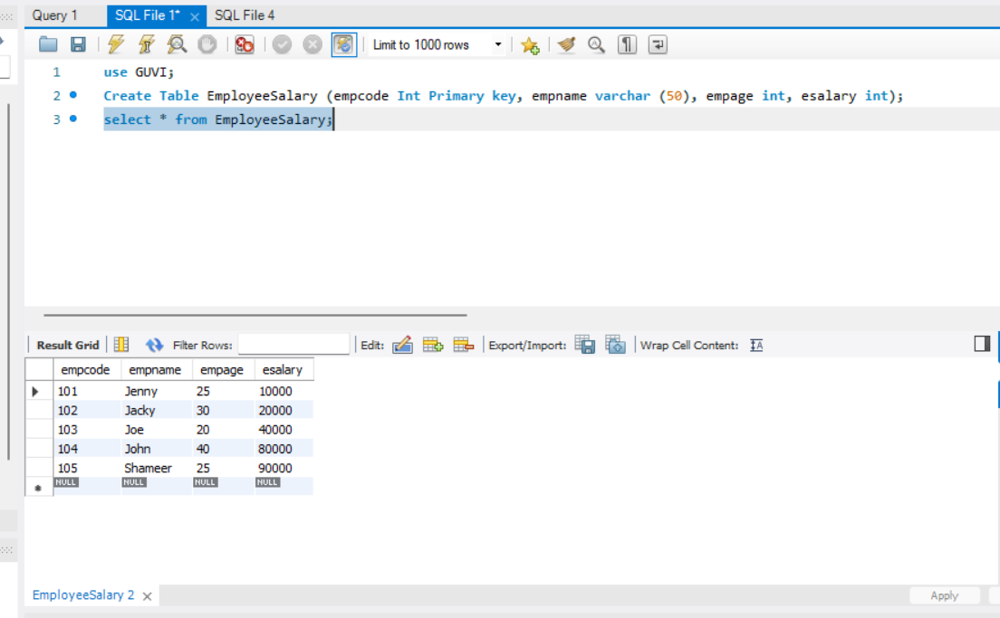 Query 1 SQL File 1* SQL File 4
Limit to 1000 rows
1 use GUVI;
2 Create Table EmployeeSalary (empcode Int Primary key, empname varchar (50), empage int, esalary int);
3 select * from EmployeeSalary;
Result Grid Filter Rows: Edit: Export/Import: Wrap Cell Content:
empcode empname empage esalary
101 Jenny 25 10000
102 Jacky 30 20000
103 Joe 20 40000
104 John 40 80000
105 Shameer 25 90000
NULL NULL NULL NULL
EmployeeSalary 2 Apply